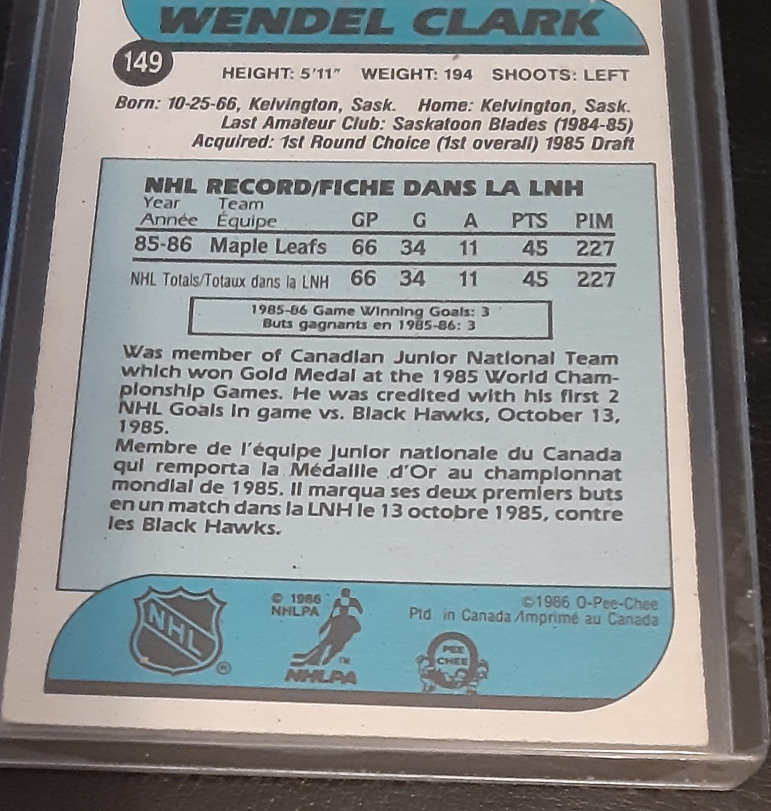 WENDEL CLARK
149
HEIGHT: 5'11" WEIGHT: 194 SHOOTS: LEFT
Born: 10-25-66, Kelvington, Sask. Home: Kelvington, Sask.
Last Amateur Club: Saskatoon Blades (1984-85)
Acquired: 1st Round Choice (1st overall) 1985 Draft
NHL RECORD/FICHE DANS LA LNH
Year Team
Année Équipe GP G A PTS PIM
85-86 Maple Leafs 66 34 11 45 227
NHL Totals/Totaux dans la LNH 66 34 11 45 227
1985-86 Game Winning Goals: 3
Buts gagnants en 1985-86: 3
Was member of Canadian Junior National Team
which won Gold Medal at the 1985 World Cham-
pionship Games. He was credited with his first 2
NHL Goals in game vs. Black Hawks, October 13,
1985.
Membre de l'équipe junior nationale du Canada
qui remporta la Médaille d'Or au championnat
mondial de 1985. Il marqua ses deux premiers buts
en un match dans la LNH le 13 octobre 1985, contre
les Black Hawks.
NHL
®
© 1986
NHLPA
TM
NHLPA
©1986 O-Pee-Chee
Ptd. in Canada/Imprimé au Canada
PEE
CHEE